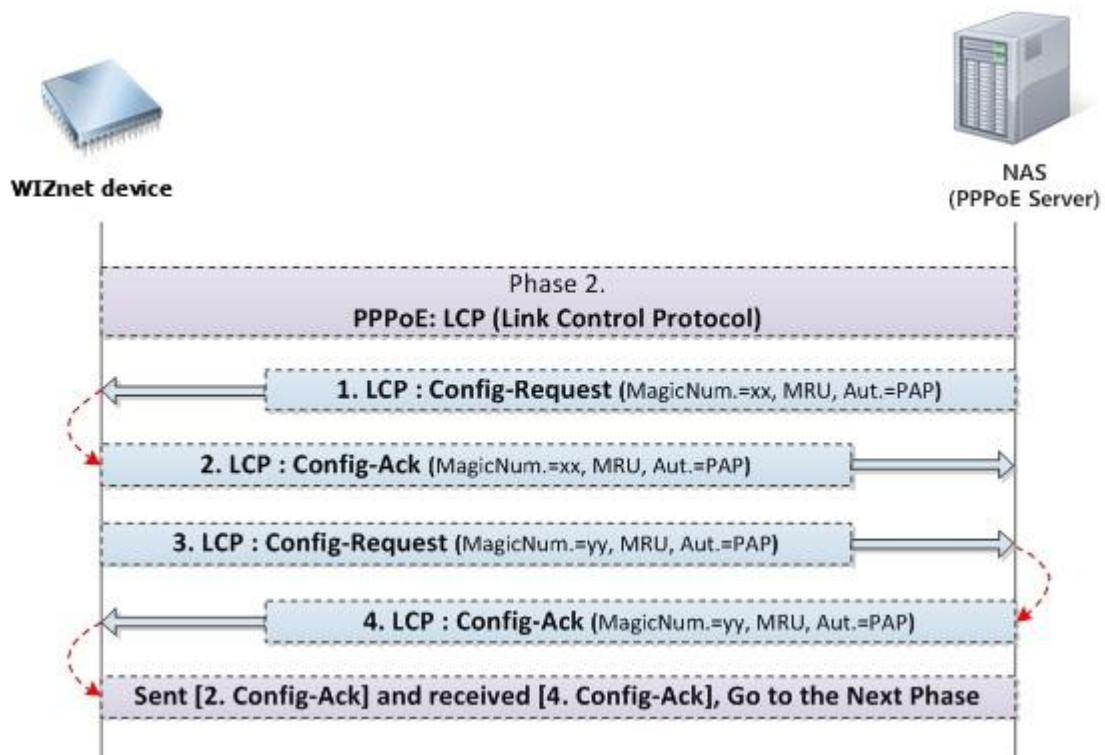 WIZnet device
NAS
(PPPoE Server)
Phase 2.
PPPoE: LCP (Link Control Protocol)
1. LCP : Config-Request (MagicNum.=xx, MRU, Aut.=PAP)
2. LCP : Config-Ack (MagicNum.=xx, MRU, Aut.=PAP)
3. LCP : Config-Request (MagicNum.=yy, MRU, Aut.=PAP)
4. LCP : Config-Ack (MagicNum.=yy, MRU, Aut.=PAP)
Sent [2. Config-Ack] and received [4. Config-Ack], Go to the Next Phase